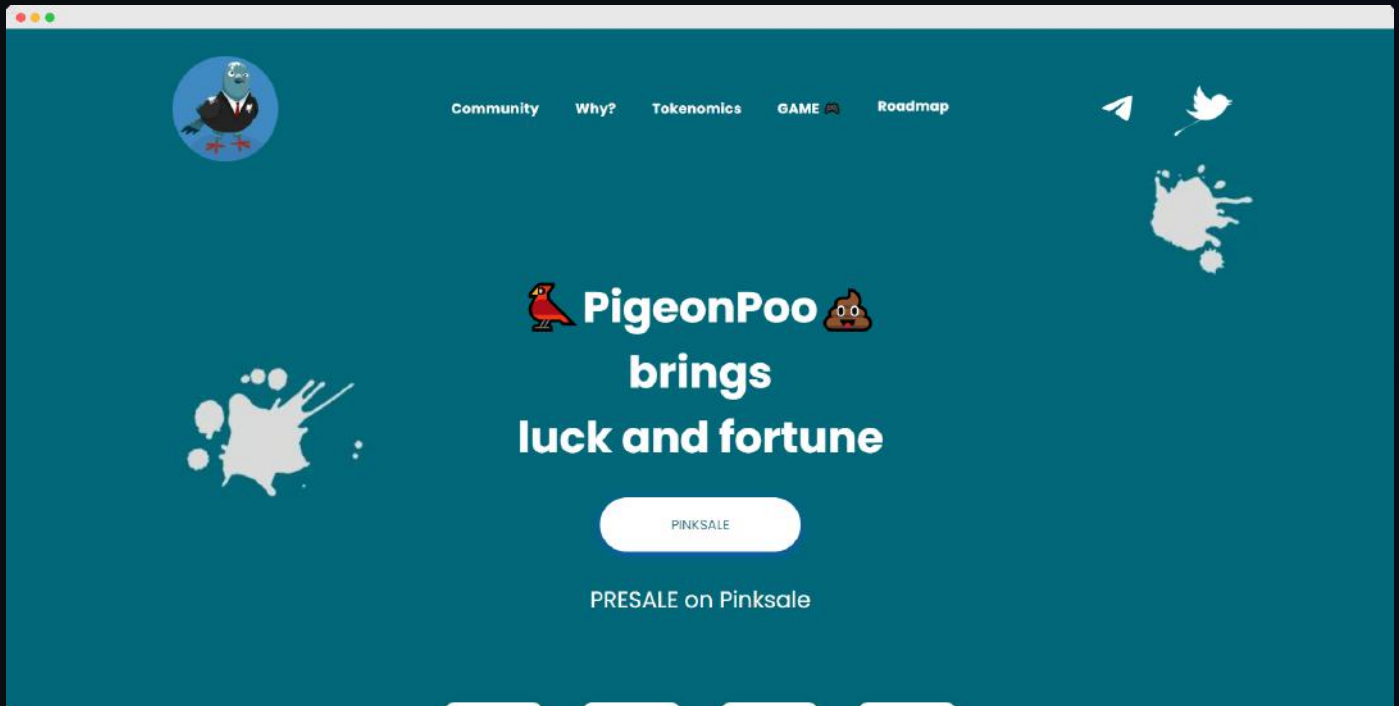 Community Why? Tokenomics GAME 🎮 Roadmap
🐦 PigeonPoo 💩
brings
luck and fortune
PINKSALE
PRESALE on Pinksale